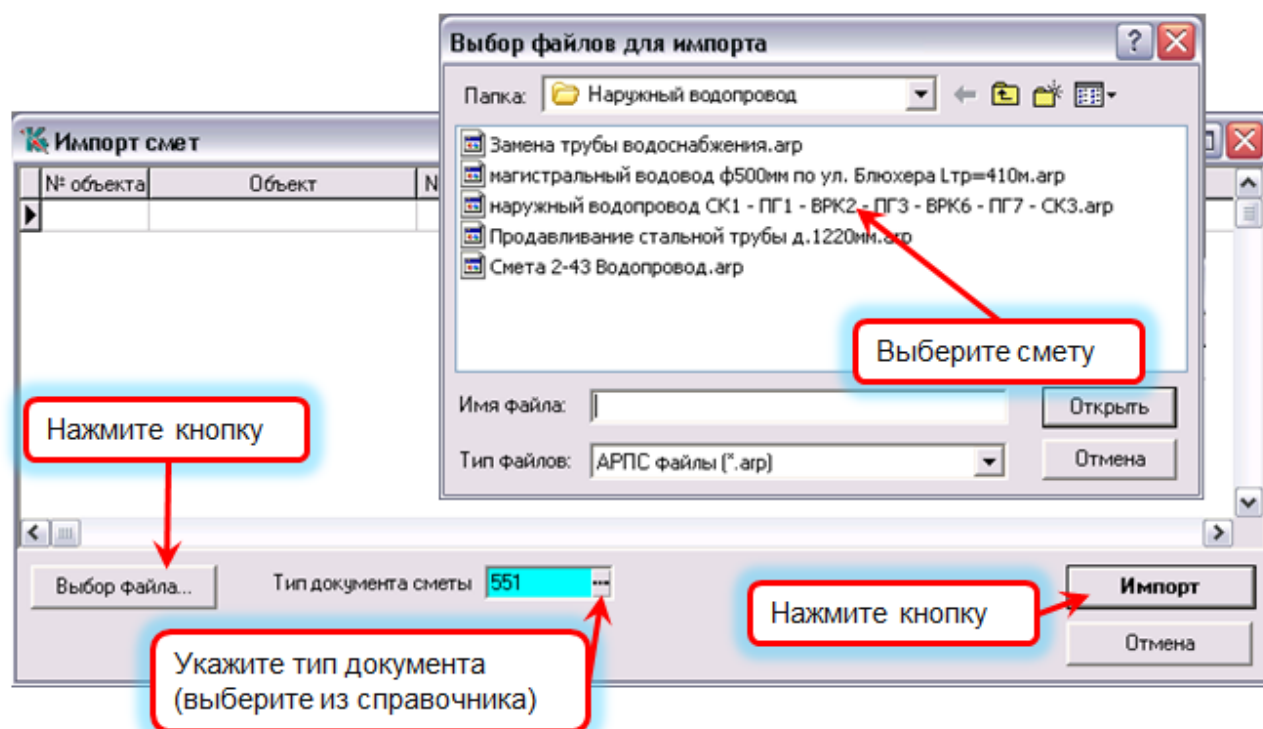 Выбор файлов для импорта
Папка: Наружный водопровод
Импорт смет
№ объекта Объект N
Замена трубы водоснабжения.arp
магистральный водовод ф500мм по ул. Блюхера Lтр=410м.arp
наружный водопровод СК1 - ПГ1 - ВРК2 - ПГ3 - ВРК6 - ПГ7 - СК3.arp
Продавливание стальной трубы д.1220мм.arp
Смета 2-43 Водопровод.arp
Выберите смету
Имя файла: Открыть
Нажмите кнопку
Тип файлов: АРПС файлы (*.arp) Отмена
Выбор файла... Тип документа сметы 551 ...
Импорт
Нажмите кнопку
Отмена
Укажите тип документа
(выберите из справочника)